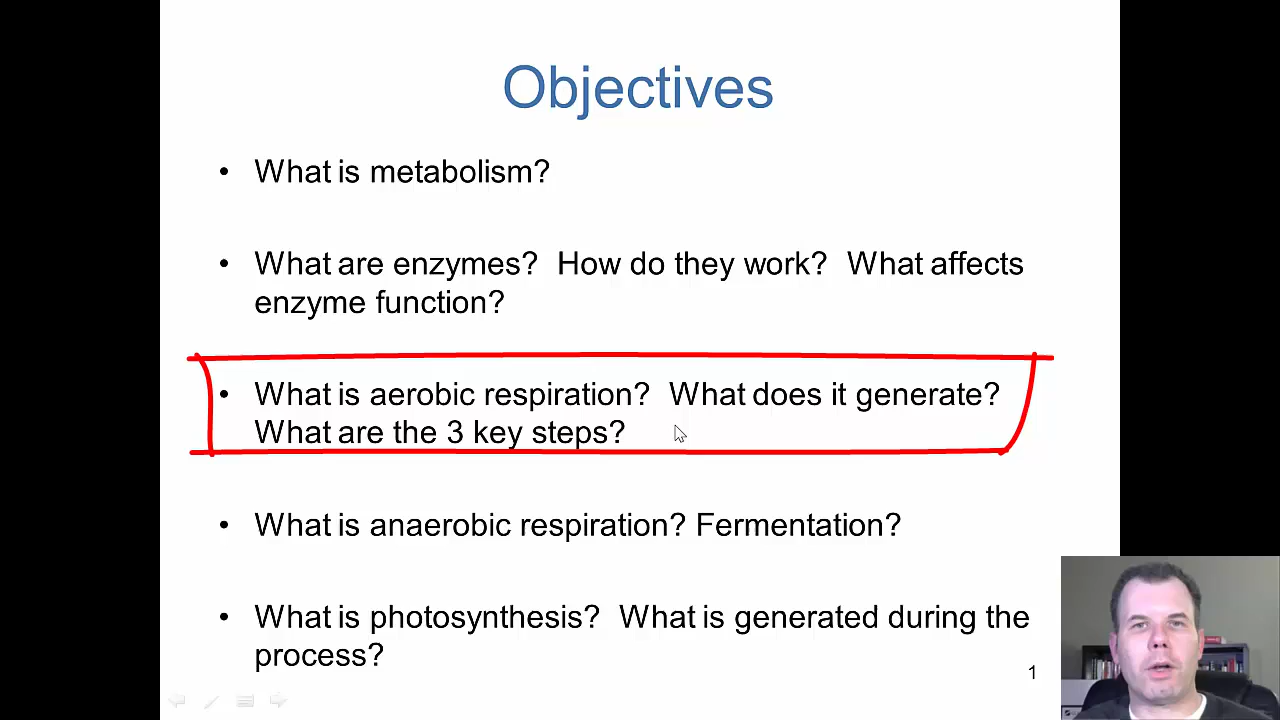 Objectives
• What is metabolism?
• What are enzymes? How do they work? What affects
enzyme function?
• What is aerobic respiration? What does it generate?
What are the 3 key steps?
• What is anaerobic respiration? Fermentation?
• What is photosynthesis? What is generated during the
process?
1